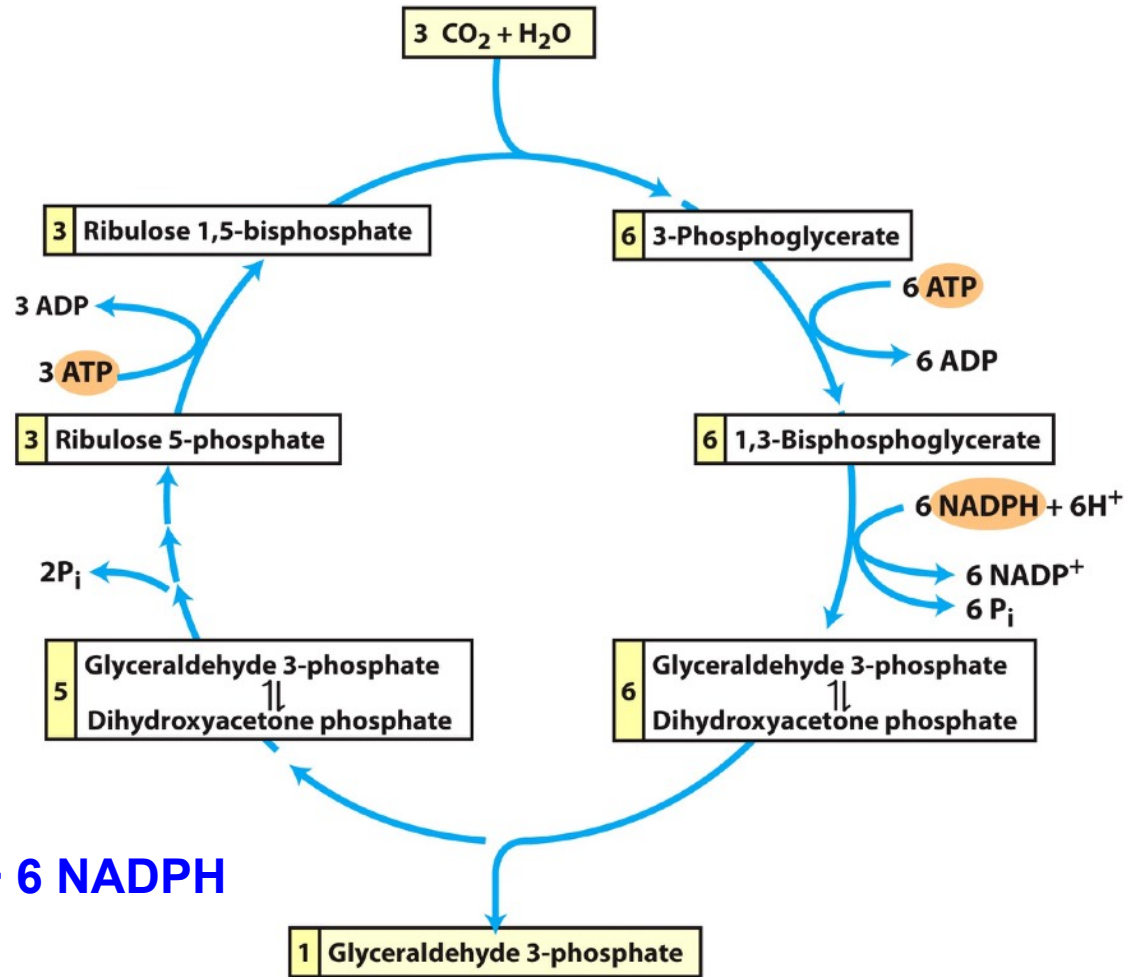 3 CO₂ + H₂O
3 Ribulose 1,5-bisphosphate
6 3-Phosphoglycerate
3 ADP
6 ATP
3 ATP
6 ADP
3 Ribulose 5-phosphate
6 1,3-Bisphosphoglycerate
6 NADPH + 6H⁺
2Pᵢ
6 NADP⁺
6 Pᵢ
5
Glyceraldehyde 3-phosphate
⥮
Dihydroxyacetone phosphate
6
Glyceraldehyde 3-phosphate
⥮
Dihydroxyacetone phosphate
6 NADPH
1 Glyceraldehyde 3-phosphate